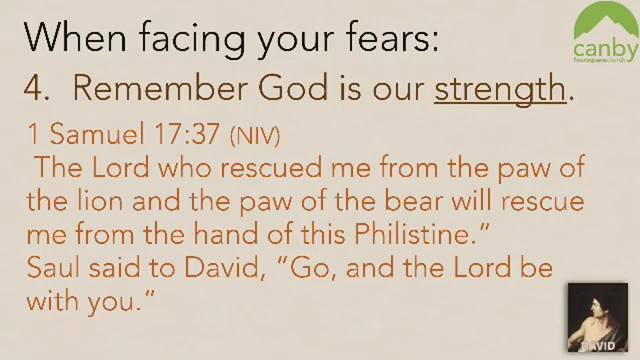 When facing your fears:
canby
foursquarechurch
4. Remember God is our strength.
1 Samuel 17:37 (NIV)
The Lord who rescued me from the paw of
the lion and the paw of the bear will rescue
me from the hand of this Philistine.”
Saul said to David, “Go, and the Lord be
with you.”
DAVID